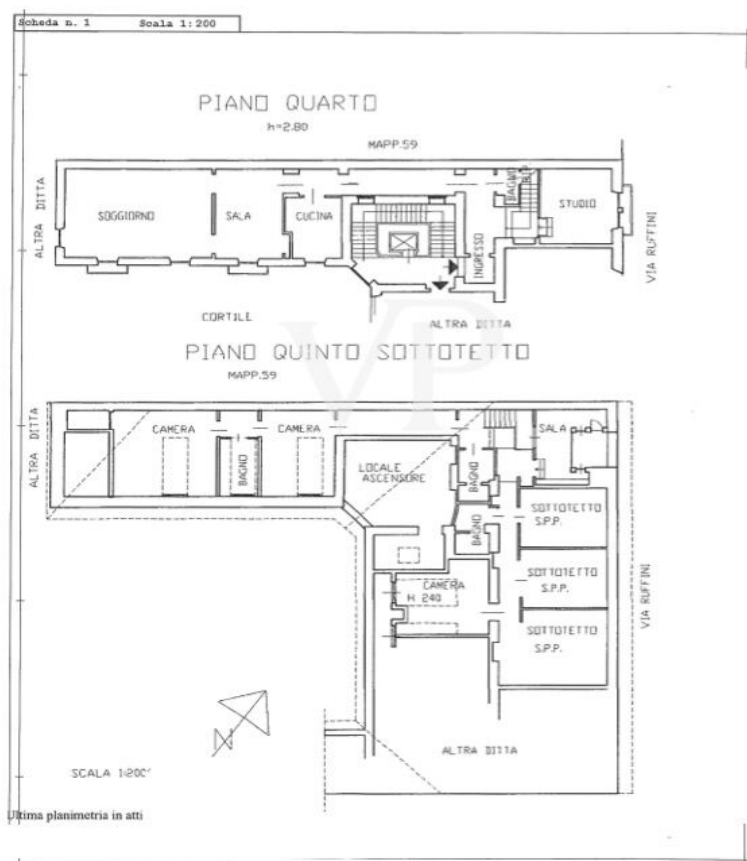 Scheda n. 1 Scala 1:200
PIANO QUARTO
h=2.80
MAPP.59
ALTRA DITTA
SOGGIORNO
SALA
CUCINA
INGRESSO
BAGNO
STUDIO
VIA RUFFINI
CORTILE
ALTRA DITTA
VP
PIANO QUINTO SOTTOTETTO
MAPP.59
ALTRA DITTA
CAMERA
BAGNO
CAMERA
LOCALE
ASCENSORE
BAGNO
BAGNO
SALA
SOTTOTETTO
S.P.P.
SOTTOTETTO
S.P.P.
SOTTOTETTO
S.P.P.
CAMERA
H 240
VIA RUFFINI
ALTRA DITTA
N
SCALA 1:200
Ultima planimetria in atti